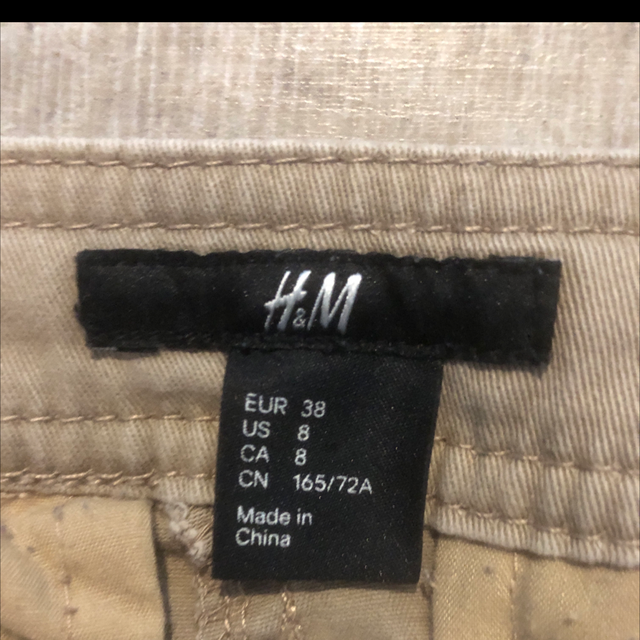 H&M
EUR 38
US 8
CA 8
CN 165/72A
Made in
China